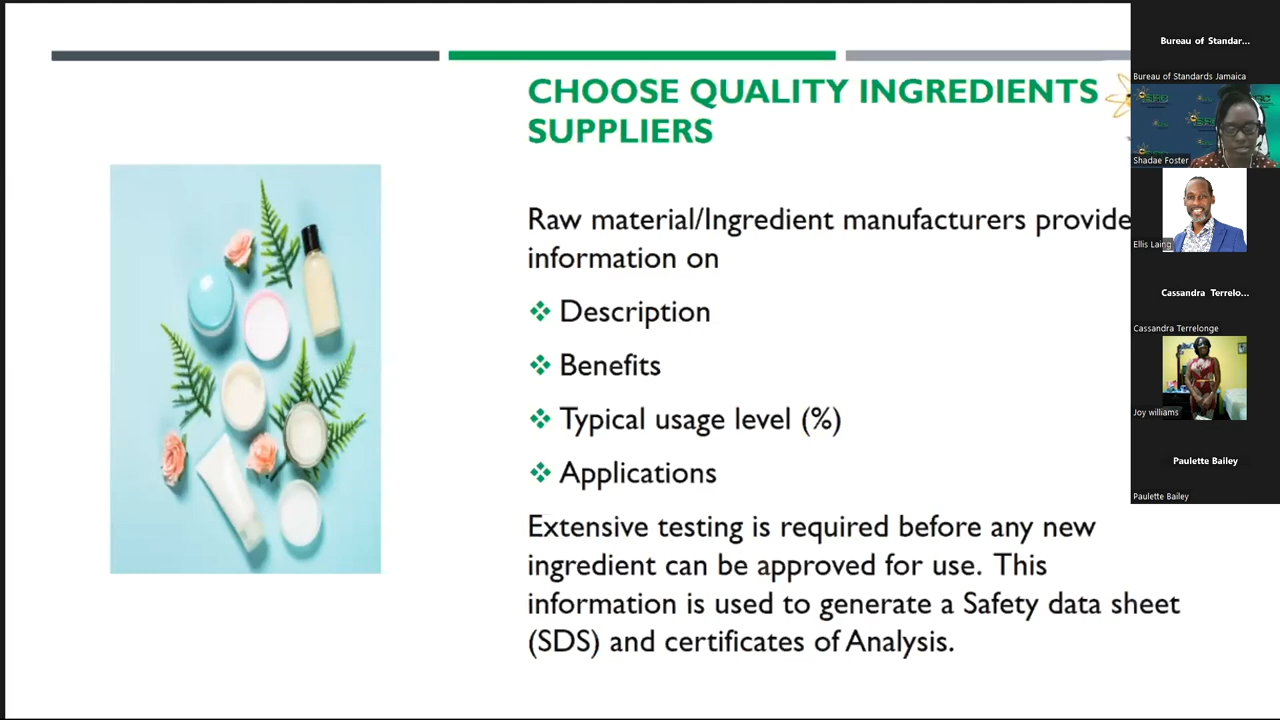 CHOOSE QUALITY INGREDIENTS
SUPPLIERS
Raw material/Ingredient manufacturers provide
information on
❖ Description
❖ Benefits
❖ Typical usage level (%)
❖ Applications
Extensive testing is required before any new
ingredient can be approved for use. This
information is used to generate a Safety data sheet
(SDS) and certificates of Analysis.
Bureau of Standar...
Bureau of Standards Jamaica
Shadae Foster
Ellis Laing
Cassandra Terrelo...
Cassandra Terrelonge
Joy williams
Paulette Bailey
Paulette Bailey